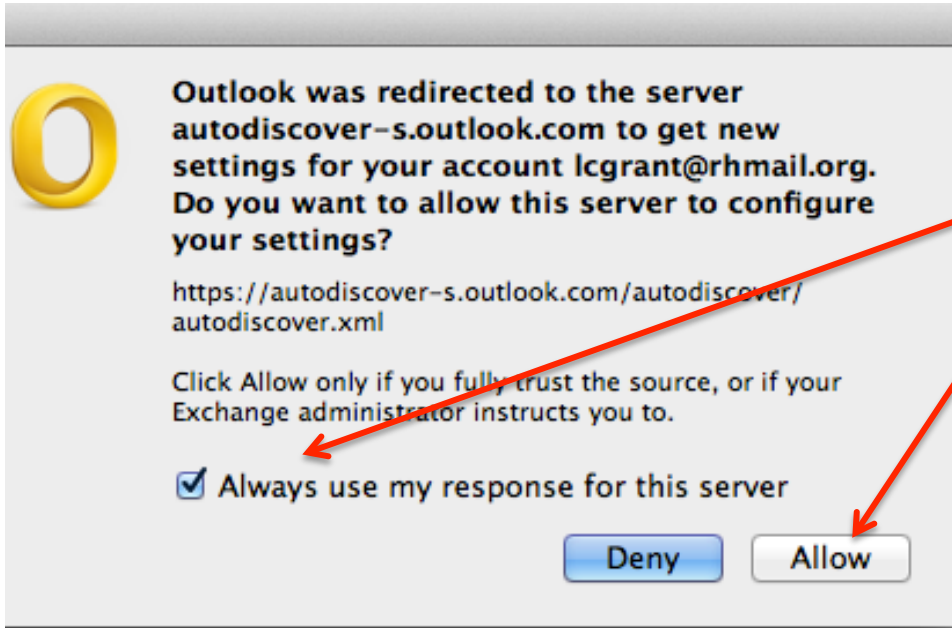 Outlook was redirected to the server
autodiscover-s.outlook.com to get new
settings for your account lcgrant@rhmail.org.
Do you want to allow this server to configure
your settings?
https://autodiscover-s.outlook.com/autodiscover/
autodiscover.xml
Click Allow only if you fully trust the source, or if your
Exchange administrator instructs you to.
Always use my response for this server
Deny
Allow